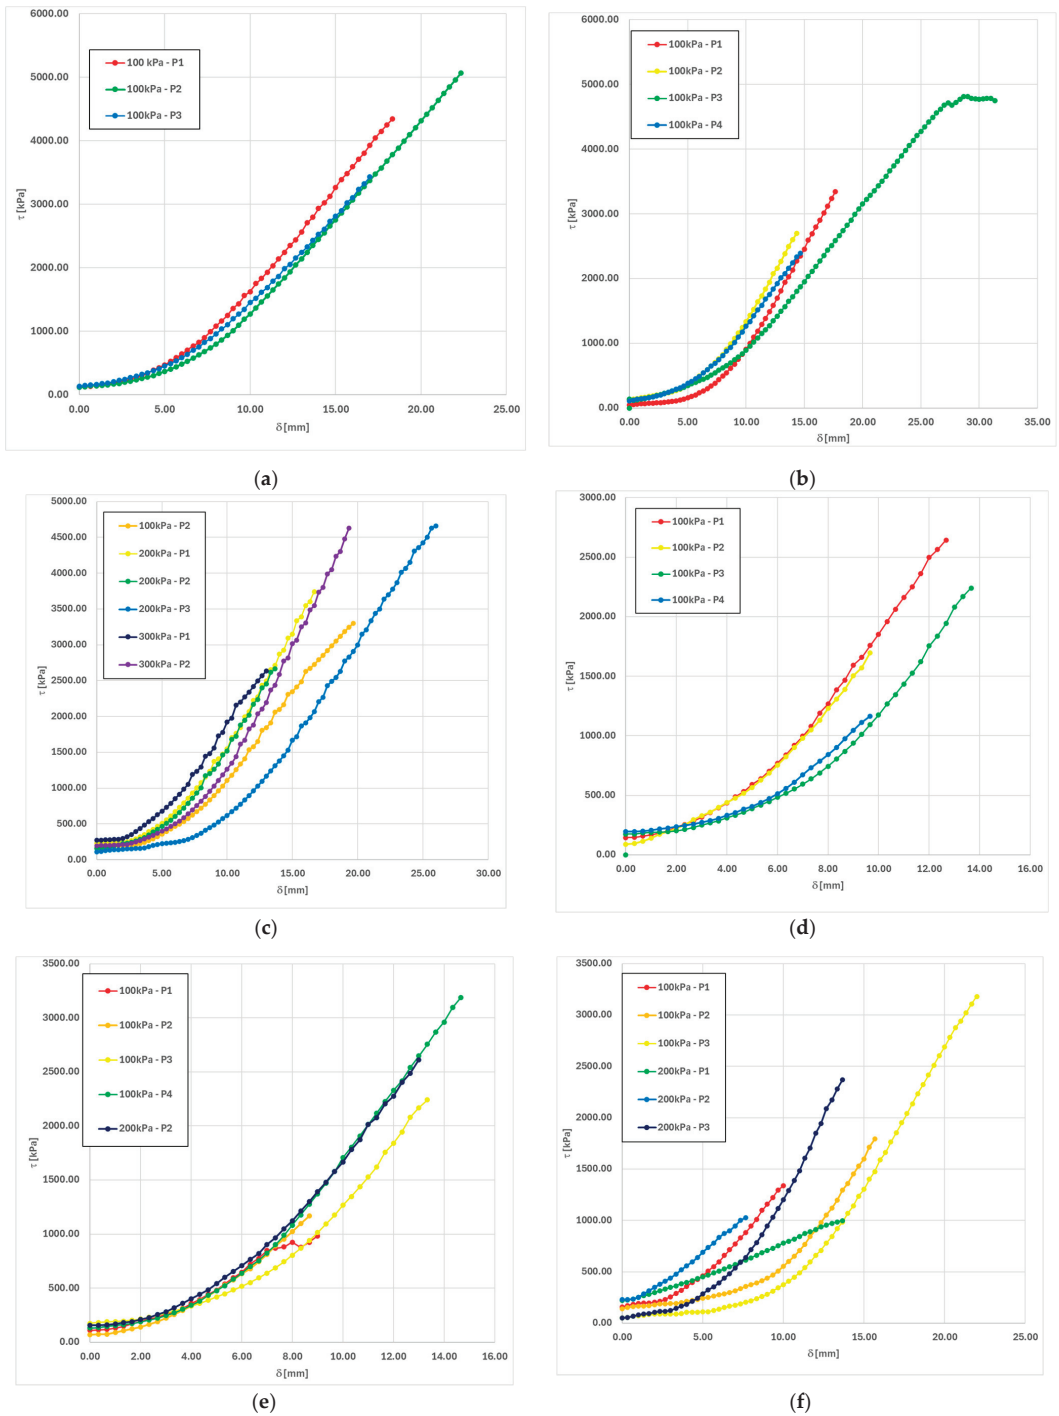 6000.00
5000.00
4000.00
3000.00
2000.00
1000.00
0.00
τ [kPa]
100 kPa - P1
100kPa - P2
100kPa - P3
0.00 5.00 10.00 15.00 20.00 25.00
δ [mm]
(a)
6000.00
5000.00
4000.00
3000.00
2000.00
1000.00
0.00
τ [kPa]
100kPa - P1
100kPa - P2
100kPa - P3
100kPa - P4
0.00 5.00 10.00 15.00 20.00 25.00 30.00 35.00
δ [mm]
(b)
5000.00
4500.00
4000.00
3500.00
3000.00
2500.00
2000.00
1500.00
1000.00
500.00
0.00
τ [kPa]
100kPa - P2
200kPa - P1
200kPa - P2
200kPa - P3
300kPa - P1
300kPa - P2
0.00 5.00 10.00 15.00 20.00 25.00 30.00
δ [mm]
(c)
3000.00
2500.00
2000.00
1500.00
1000.00
500.00
0.00
τ [kPa]
100kPa - P1
100kPa - P2
100kPa - P3
100kPa - P4
0.00 2.00 4.00 6.00 8.00 10.00 12.00 14.00 16.00
δ [mm]
(d)
3500.00
3000.00
2500.00
2000.00
1500.00
1000.00
500.00
0.00
τ [kPa]
100kPa - P1
100kPa - P2
100kPa - P3
100kPa - P4
200kPa - P2
0.00 2.00 4.00 6.00 8.00 10.00 12.00 14.00 16.00
δ [mm]
(e)
3500.00
3000.00
2500.00
2000.00
1500.00
1000.00
500.00
0.00
τ [kPa]
100kPa - P1
100kPa - P2
100kPa - P3
200kPa - P1
200kPa - P2
200kPa - P3
0.00 5.00 10.00 15.00 20.00 25.00
δ [mm]
(f)